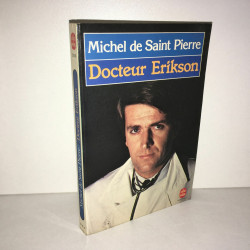 Michel de Saint Pierre
Docteur Erikson